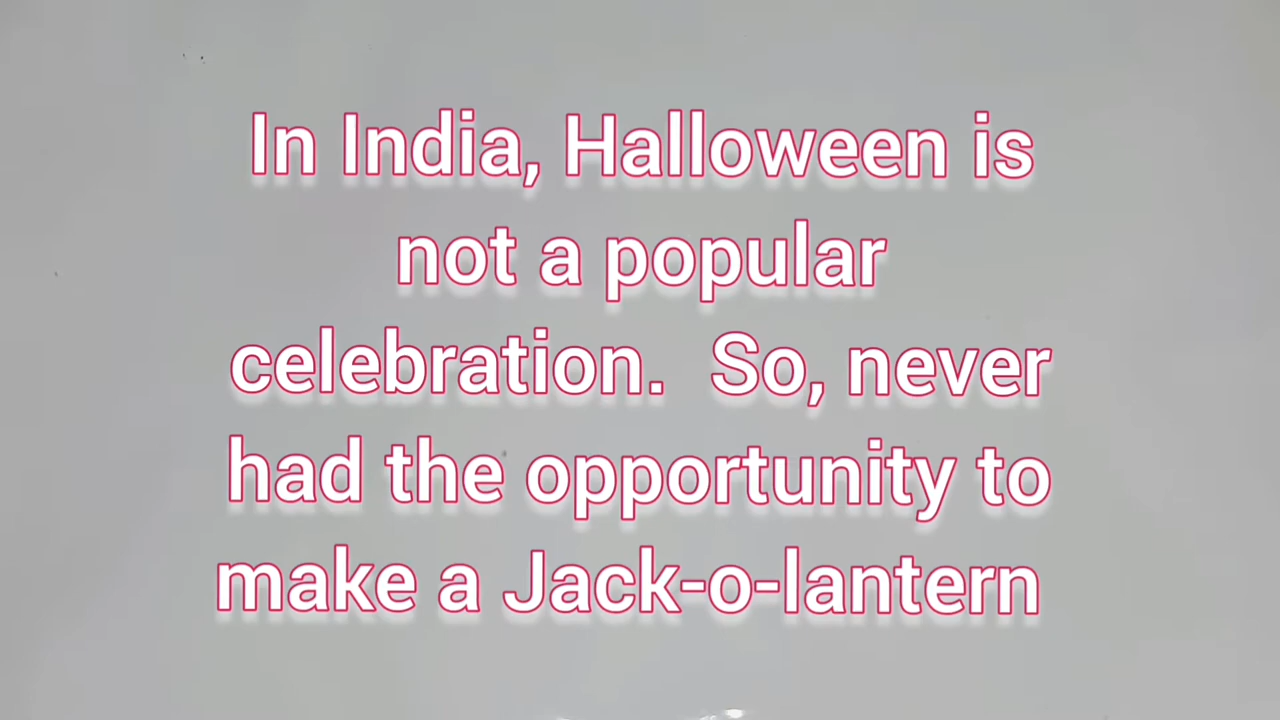 In India, Halloween is
not a popular
celebration.  So, never
had the opportunity to
make a Jack-o-lantern